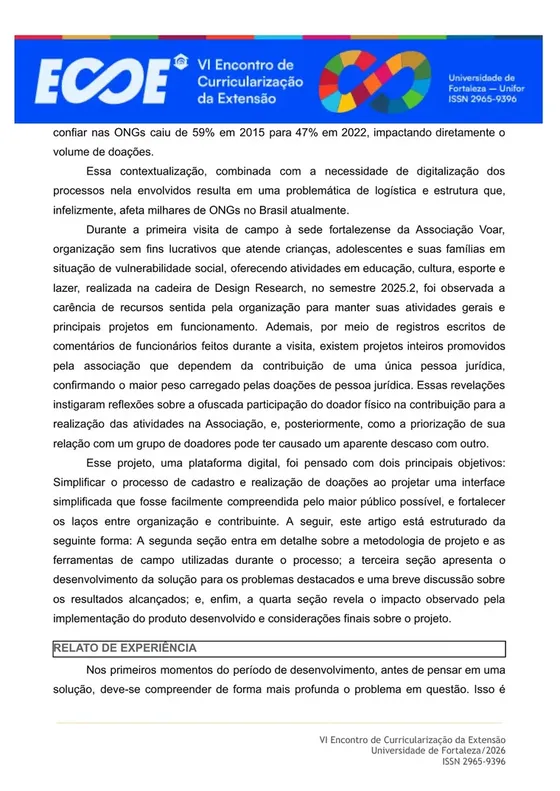 ECOE
VI Encontro de
Curricularização
da Extensão
Universidade de
Fortaleza — Unifor
ISSN 2965-9396
confiar nas ONGs caiu de 59% em 2015 para 47% em 2022, impactando diretamente o
volume de doações.
Essa contextualização, combinada com a necessidade de digitalização dos
processos nela envolvidos resulta em uma problemática de logística e estrutura que,
infelizmente, afeta milhares de ONGs no Brasil atualmente.
Durante a primeira visita de campo à sede fortalezense da Associação Voar,
organização sem fins lucrativos que atende crianças, adolescentes e suas famílias em
situação de vulnerabilidade social, oferecendo atividades em educação, cultura, esporte e
lazer, realizada na cadeira de Design Research, no semestre 2025.2, foi observada a
carência de recursos sentida pela organização para manter suas atividades gerais e
principais projetos em funcionamento. Ademais, por meio de registros escritos de
comentários de funcionários feitos durante a visita, existem projetos inteiros promovidos
pela associação que dependem da contribuição de uma única pessoa jurídica,
confirmando o maior peso carregado pelas doações de pessoa jurídica. Essas revelações
instigaram reflexões sobre a ofuscada participação do doador físico na contribuição para a
realização das atividades na Associação, e, posteriormente, como a priorização de sua
relação com um grupo de doadores pode ter causado um aparente descaso com outro.
Esse projeto, uma plataforma digital, foi pensado com dois principais objetivos:
Simplificar o processo de cadastro e realização de doações ao projetar uma interface
simplificada que fosse facilmente compreendida pelo maior público possível, e fortalecer
os laços entre organização e contribuinte. A seguir, este artigo está estruturado da
seguinte forma: A segunda seção entra em detalhe sobre a metodologia de projeto e as
ferramentas de campo utilizadas durante o processo; a terceira seção apresenta o
desenvolvimento da solução para os problemas destacados e uma breve discussão sobre
os resultados alcançados; e, enfim, a quarta seção revela o impacto observado pela
implementação do produto desenvolvido e considerações finais sobre o projeto.
RELATO DE EXPERIÊNCIA
Nos primeiros momentos do período de desenvolvimento, antes de pensar em uma
solução, deve-se compreender de forma mais profunda o problema em questão. Isso é
VI Encontro de Curricularização da Extensão
Universidade de Fortaleza/2026
ISSN 2965-9396